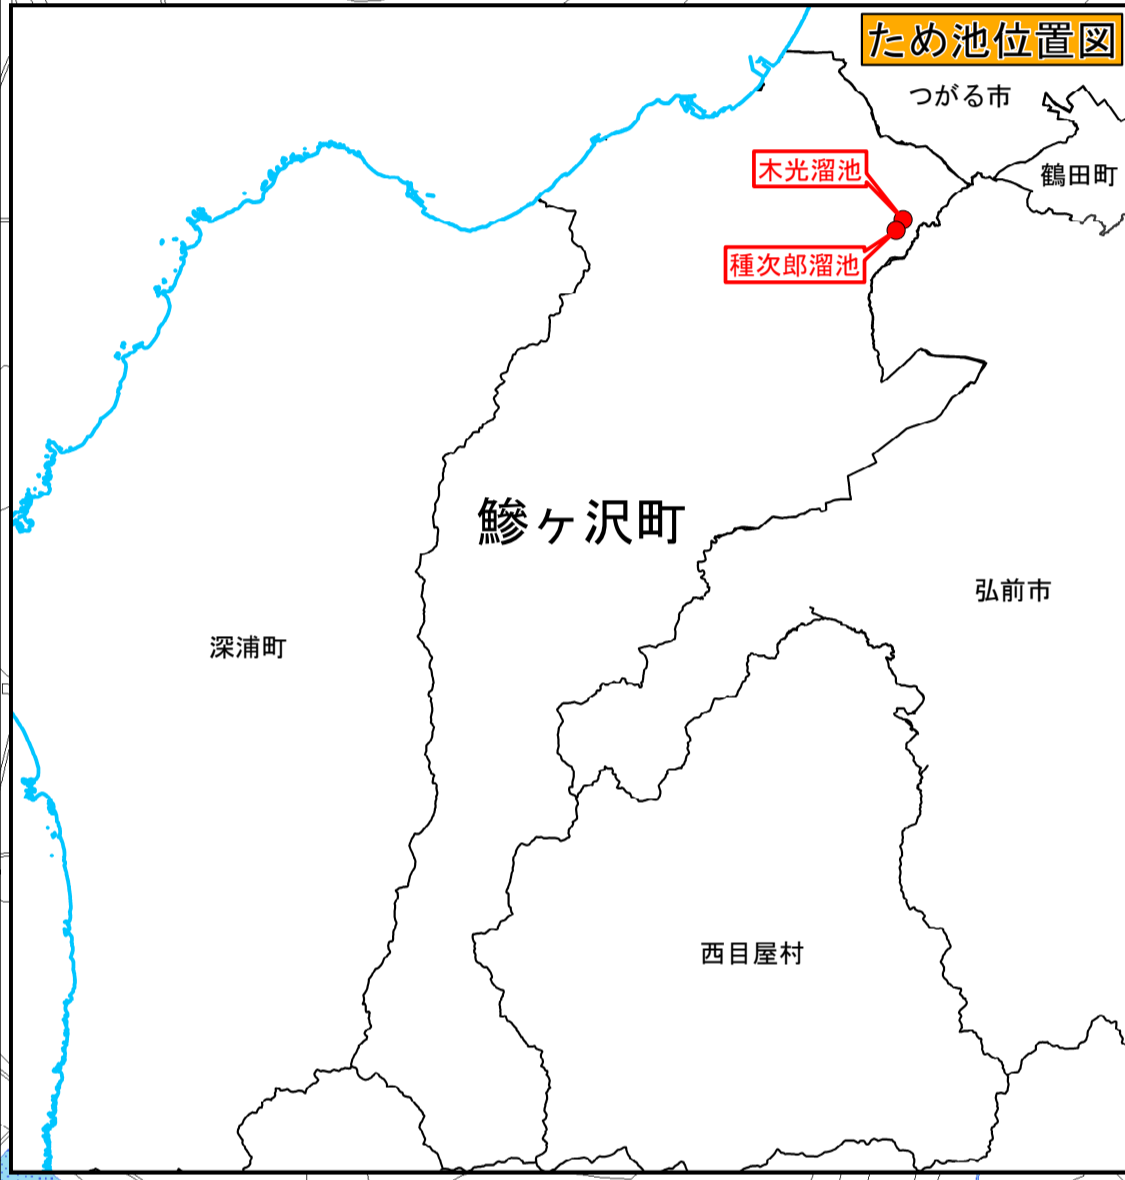 ため池位置図
つがる市
鶴田町
木光溜池
種次郎溜池
鰺ヶ沢町
弘前市
深浦町
西目屋村